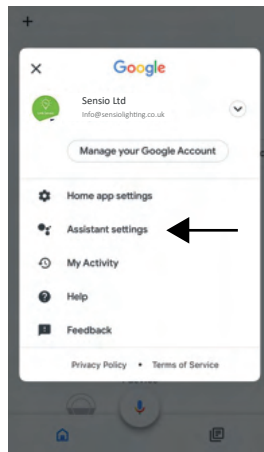 Google
Sensio Ltd
Info@sensiolighting.co.uk
Manage your Google Account
Home app settings
Assistant settings
My Activity
Help
Feedback
Privacy Policy • Terms of Service